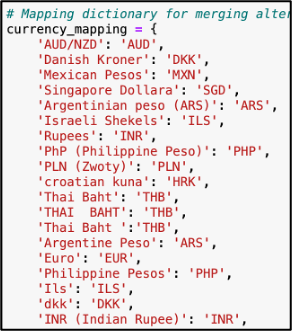 # Mapping dictionary for merging alter
currency_mapping = {
    'AUD/NZD': 'AUD',
    'Danish Kroner': 'DKK',
    'Mexican Pesos': 'MXN',
    'Singapore Dollara': 'SGD',
    'Argentinian peso (ARS)': 'ARS',
    'Israeli Shekels': 'ILS',
    'Rupees': 'INR',
    'PhP (Philippine Peso)': 'PHP',
    'PLN (Zwoty)': 'PLN',
    'croatian kuna': 'HRK',
    'Thai Baht': 'THB',
    'THAI  BAHT': 'THB',
    'Thai Baht ':'THB',
    'Argentine Peso': 'ARS',
    'Euro': 'EUR',
    'Philippine Pesos': 'PHP',
    'Ils': 'ILS',
    'dkk': 'DKK',
    'INR (Indian Rupee)': 'INR',